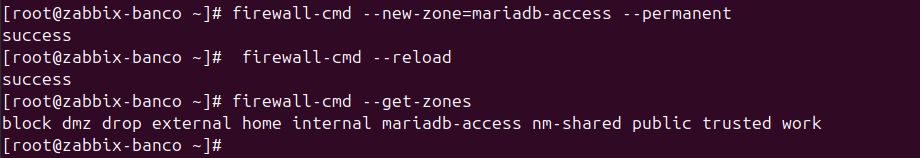 [root@zabbix-banco ~]# firewall-cmd --new-zone=mariadb-access --permanent
success
[root@zabbix-banco ~]#  firewall-cmd --reload
success
[root@zabbix-banco ~]# firewall-cmd --get-zones
block dmz drop external home internal mariadb-access nm-shared public trusted work
[root@zabbix-banco ~]#